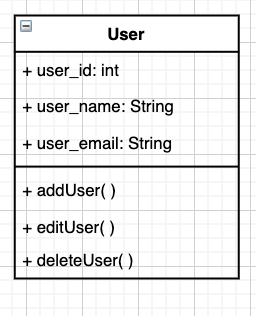 User
+ user_id: int
+ user_name: String
+ user_email: String
+ addUser( )
+ editUser( )
+ deleteUser( )